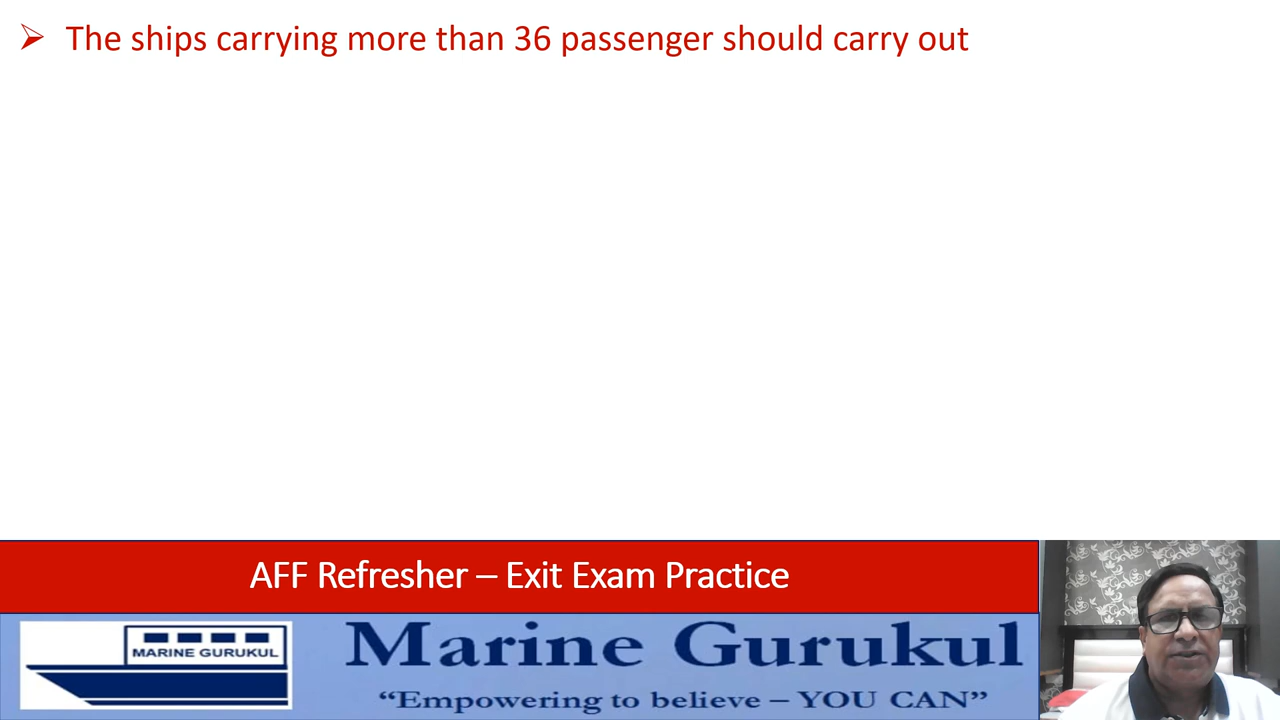 The ships carrying more than 36 passenger should carry out
AFF Refresher – Exit Exam Practice
MARINE GURUKUL
Marine Gurukul
“Empowering to believe – YOU CAN”